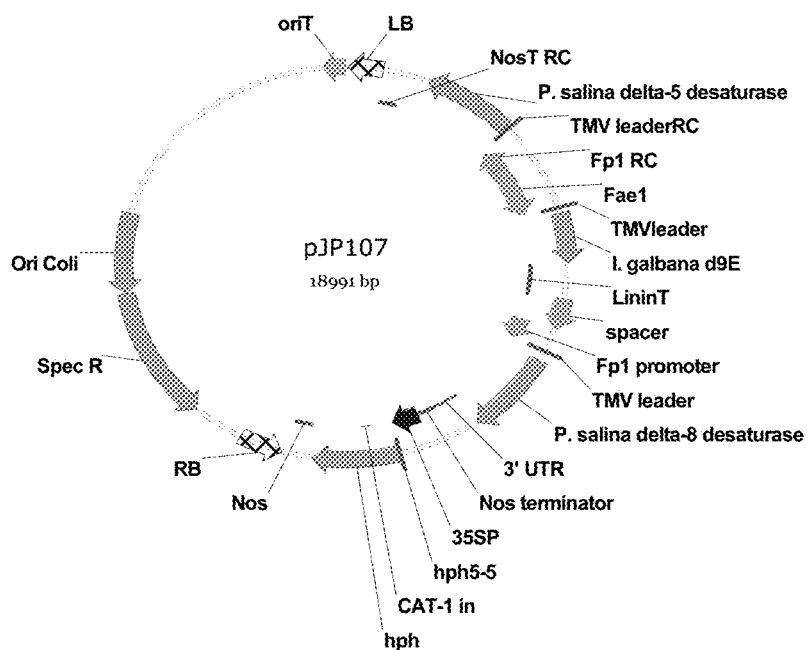 oriT
LB
NosT RC
P. salina delta-5 desaturase
TMV leaderRC
Fp1 RC
Fae1
TMVleader
I. galbana d9E
LininT
spacer
Fp1 promoter
TMV leader
P. salina delta-8 desaturase
3' UTR
Nos terminator
35SP
hph5-5
CAT-1 in
hph
Nos
RB
Spec R
Ori Coli
pJP107
18991 bp